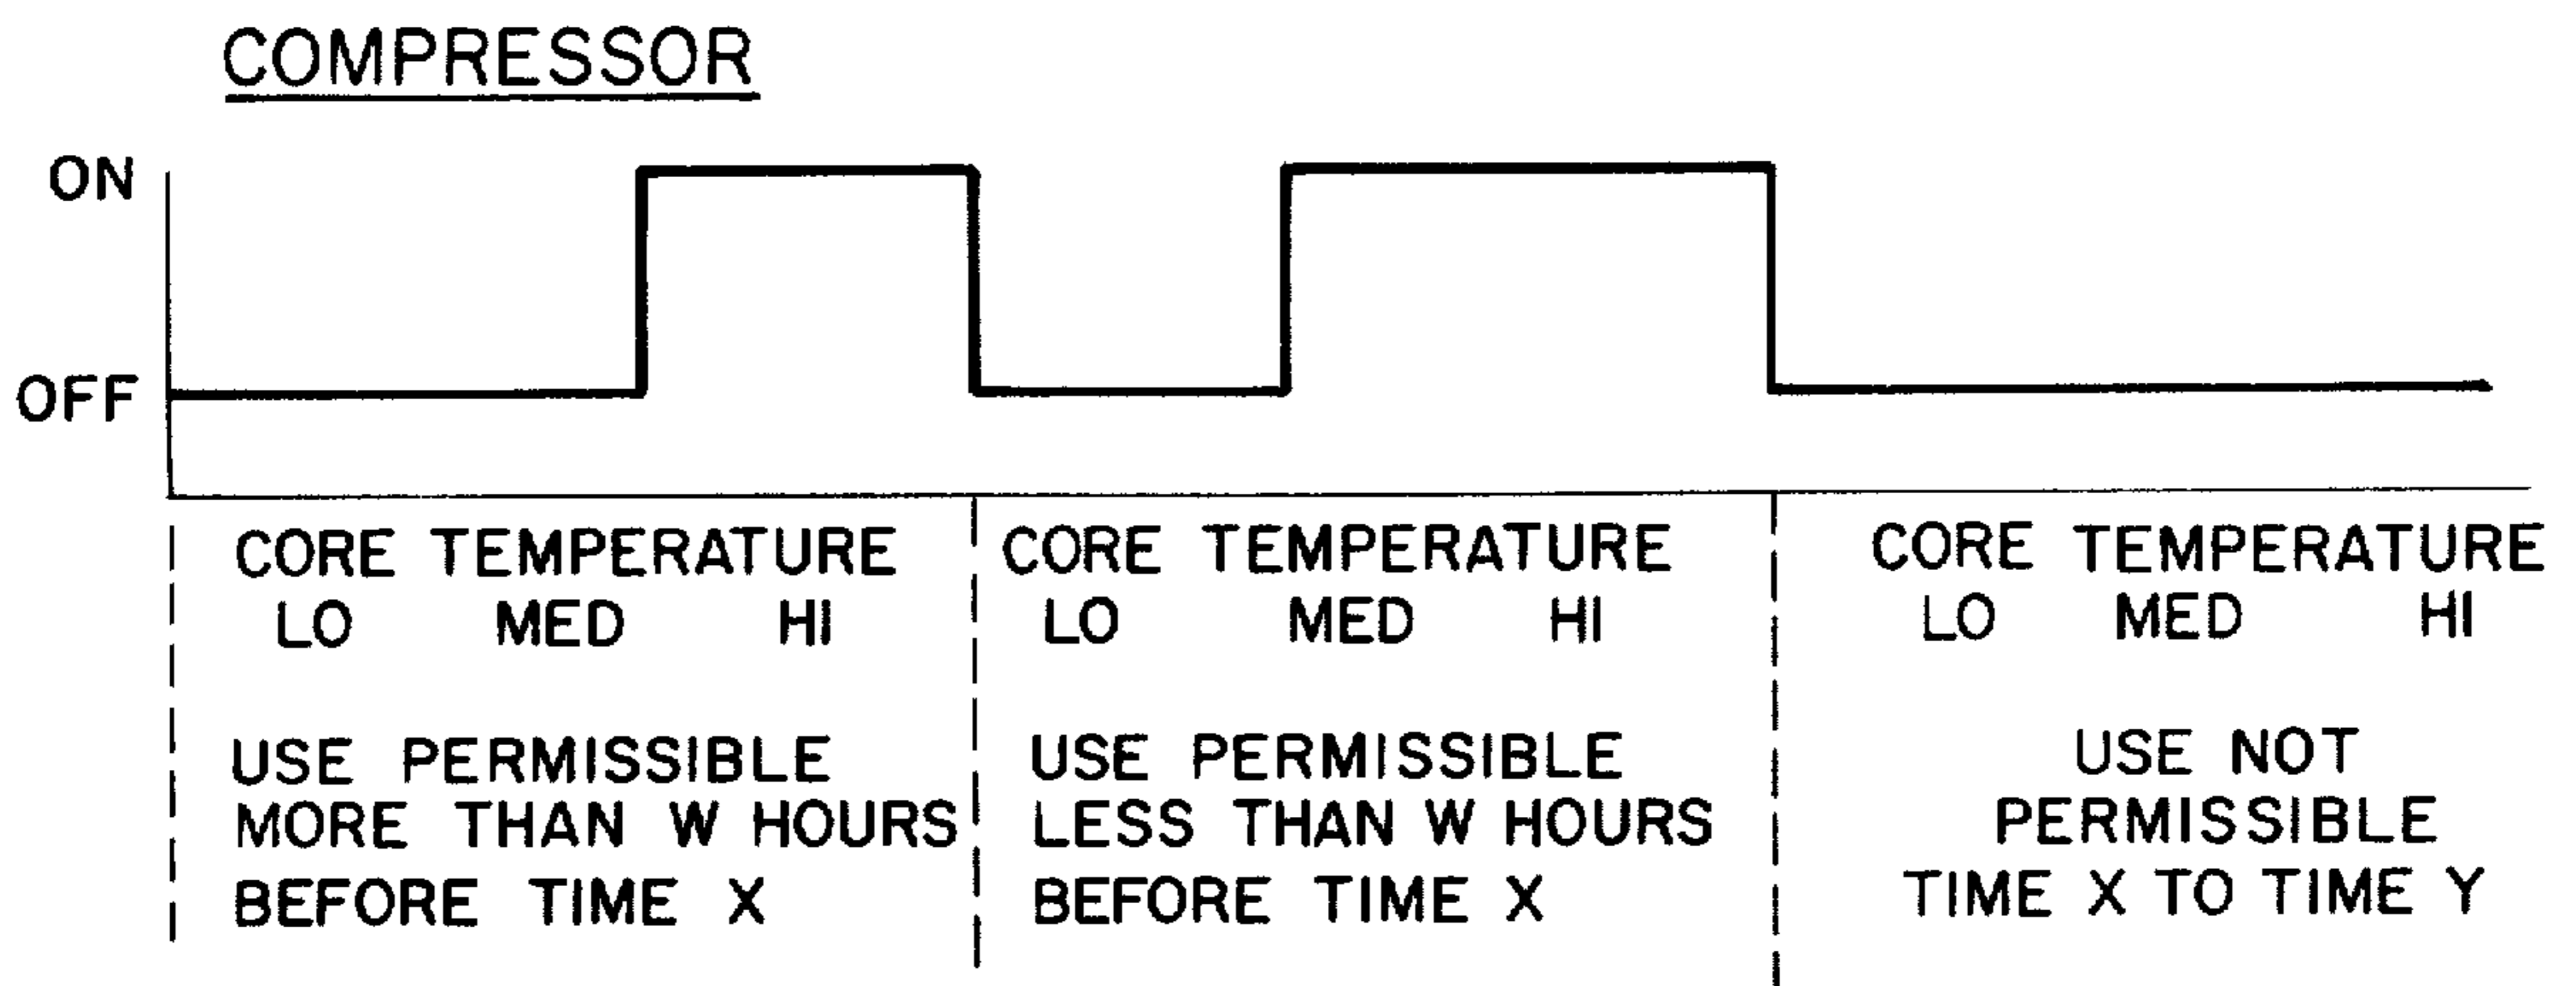 COMPRESSOR
ON
OFF
CORE TEMPERATURE
LO MED HI
USE PERMISSIBLE
MORE THAN W HOURS
BEFORE TIME X
CORE TEMPERATURE
LO MED HI
USE PERMISSIBLE
LESS THAN W HOURS
BEFORE TIME X
CORE TEMPERATURE
LO MED HI
USE NOT
PERMISSIBLE
TIME X TO TIME Y